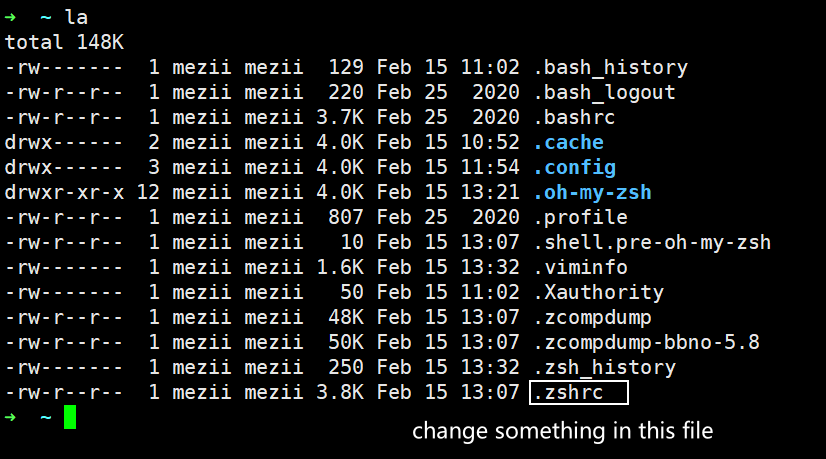 ➜  ~ la
total 148K
-rw-------  1 mezii mezii  129 Feb 15 11:02 .bash_history
-rw-r--r--  1 mezii mezii  220 Feb 25  2020 .bash_logout
-rw-r--r--  1 mezii mezii 3.7K Feb 25  2020 .bashrc
drwx------  2 mezii mezii 4.0K Feb 15 10:52 .cache
drwx------  3 mezii mezii 4.0K Feb 15 11:54 .config
drwxr-xr-x 12 mezii mezii 4.0K Feb 15 13:21 .oh-my-zsh
-rw-r--r--  1 mezii mezii  807 Feb 25  2020 .profile
-rw-r--r--  1 mezii mezii   10 Feb 15 13:07 .shell.pre-oh-my-zsh
-rw-------  1 mezii mezii 1.6K Feb 15 13:32 .viminfo
-rw-------  1 mezii mezii   50 Feb 15 11:02 .Xauthority
-rw-r--r--  1 mezii mezii  48K Feb 15 13:07 .zcompdump
-rw-r--r--  1 mezii mezii  50K Feb 15 13:07 .zcompdump-bbno-5.8
-rw-------  1 mezii mezii  250 Feb 15 13:32 .zsh_history
-rw-r--r--  1 mezii mezii 3.8K Feb 15 13:07 .zshrc
➜  ~
change something in this file